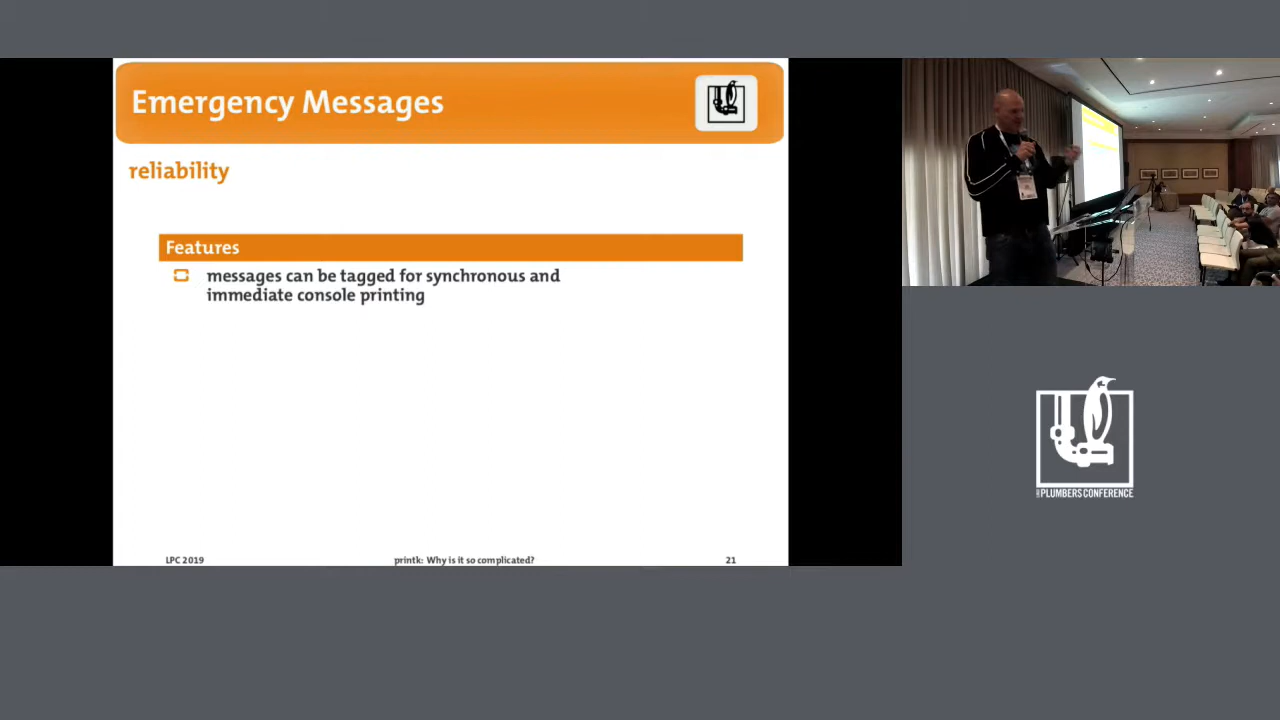 Emergency Messages
reliability
Features
messages can be tagged for synchronous and
immediate console printing
LPC 2019
printk: Why is it so complicated?
21
PLUMBERS CONFERENCE